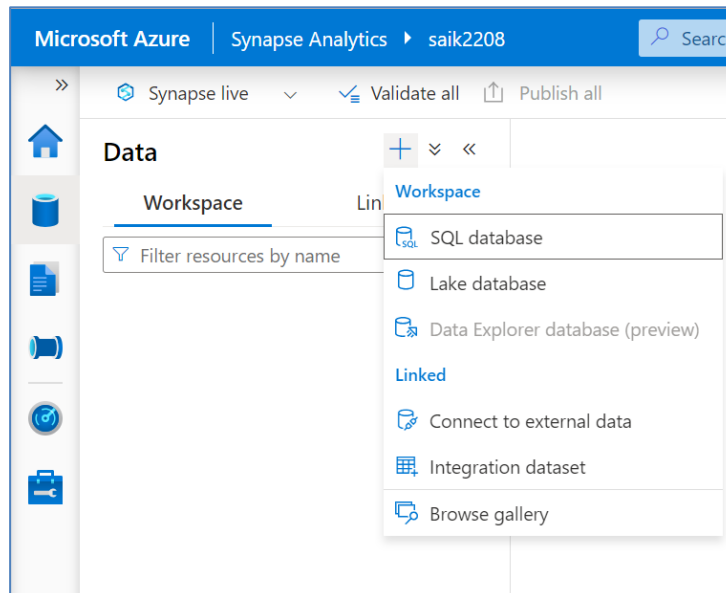 Microsoft Azure Synapse Analytics saik2208 Searc
Synapse live Validate all Publish all
Data
Workspace Lin
Filter resources by name
Workspace
SQL database
Lake database
Data Explorer database (preview)
Linked
Connect to external data
Integration dataset
Browse gallery